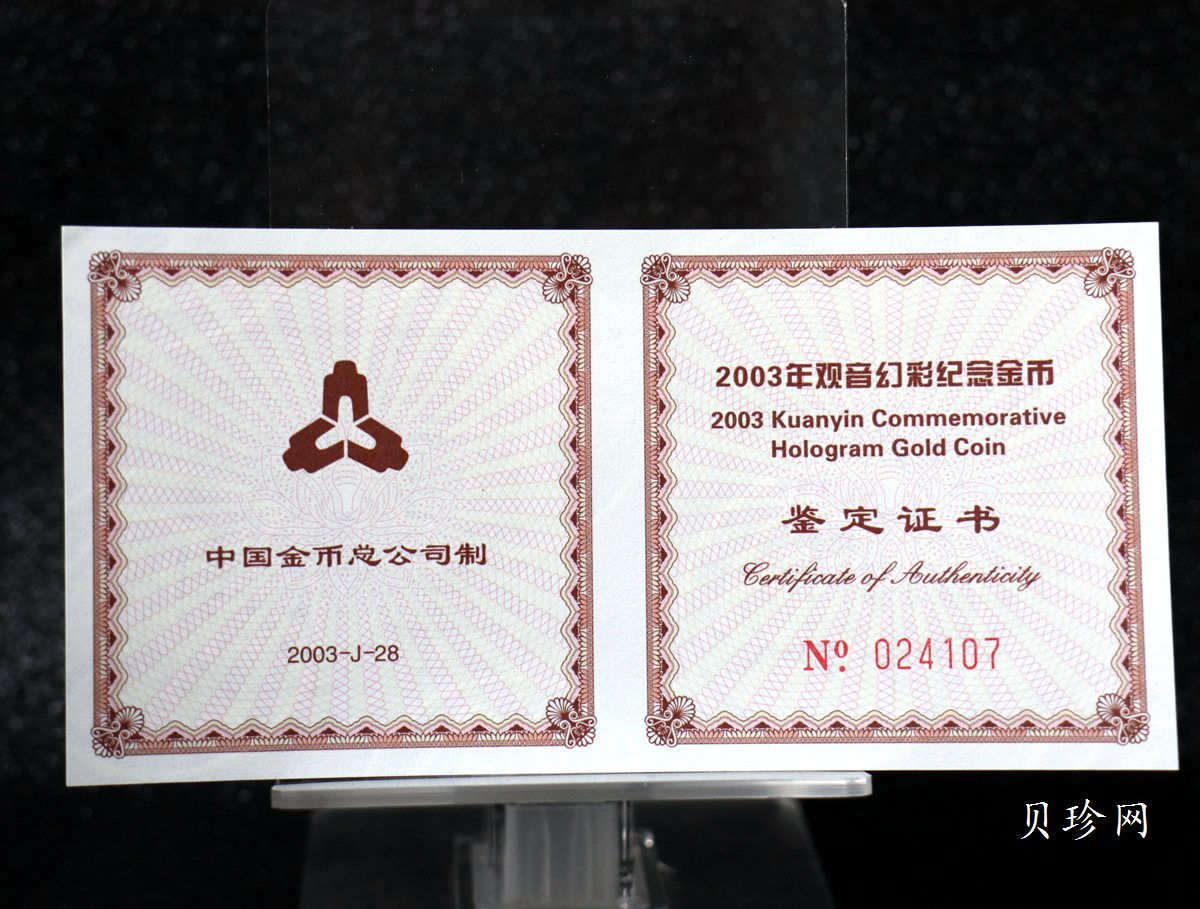 中国金币总公司制
2003-J-28
2003年观音幻彩纪念金币
2003 Kuanyin Commemorative
Hologram Gold Coin
鉴定证书
Certificate of Authenticity
Nº 024107
贝珍网